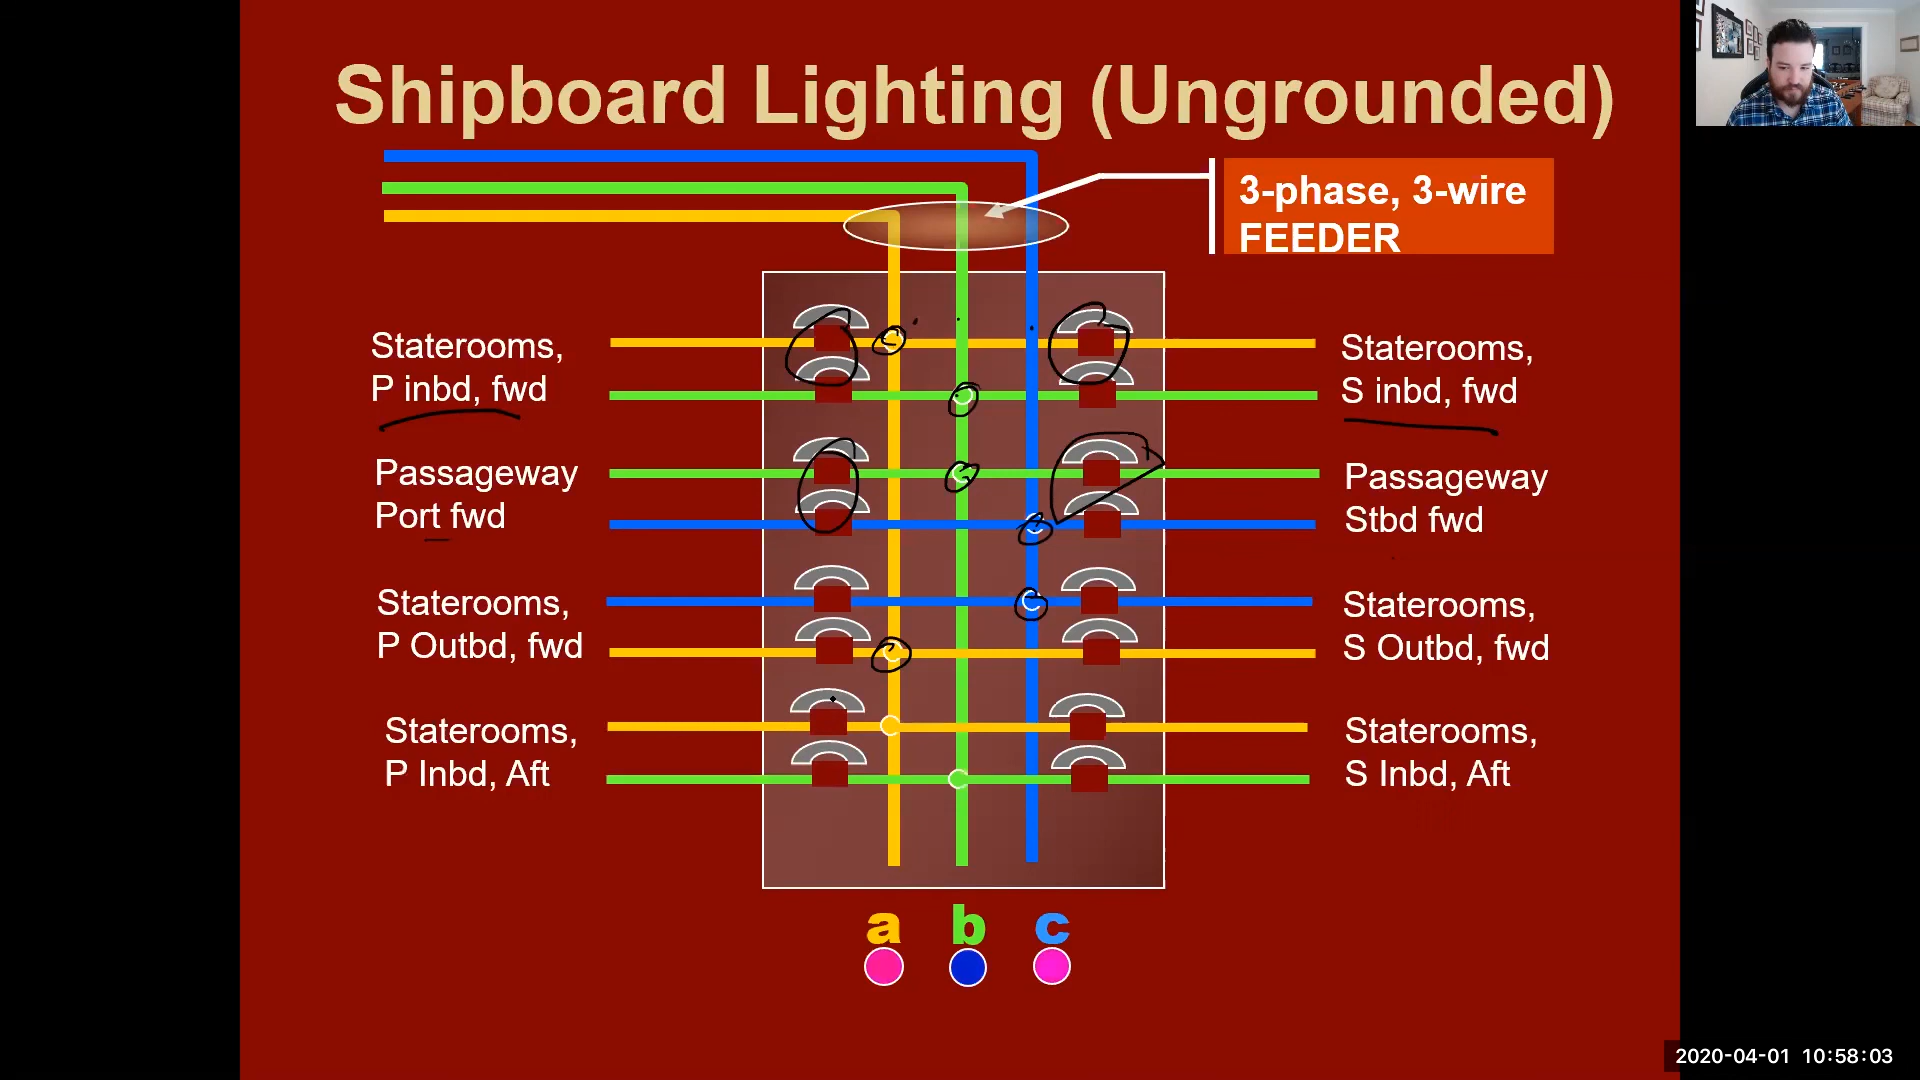 Shipboard Lighting (Ungrounded)
3-phase, 3-wire
FEEDER
Staterooms,
P inbd, fwd
Staterooms,
S inbd, fwd
Passageway
Port fwd
Passageway
Stbd fwd
Staterooms,
P Outbd, fwd
Staterooms,
S Outbd, fwd
Staterooms,
P Inbd, Aft
Staterooms,
S Inbd, Aft
a b c
2020-04-01 10:58:03